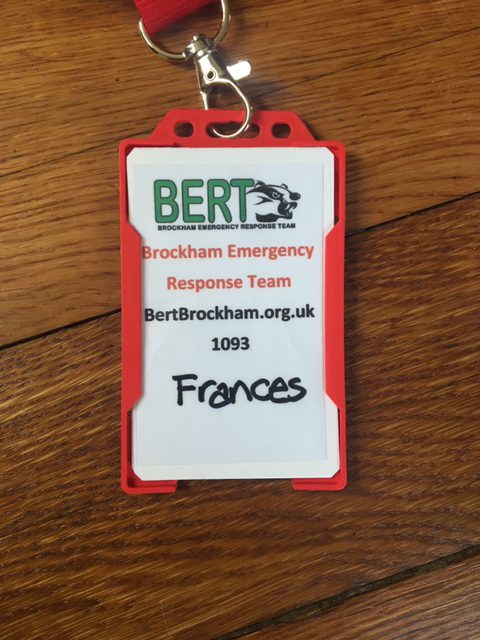 BERT
BROCKHAM EMERGENCY RESPONSE TEAM
Brockham Emergency
Response Team
BertBrockham.org.uk
1093
Frances